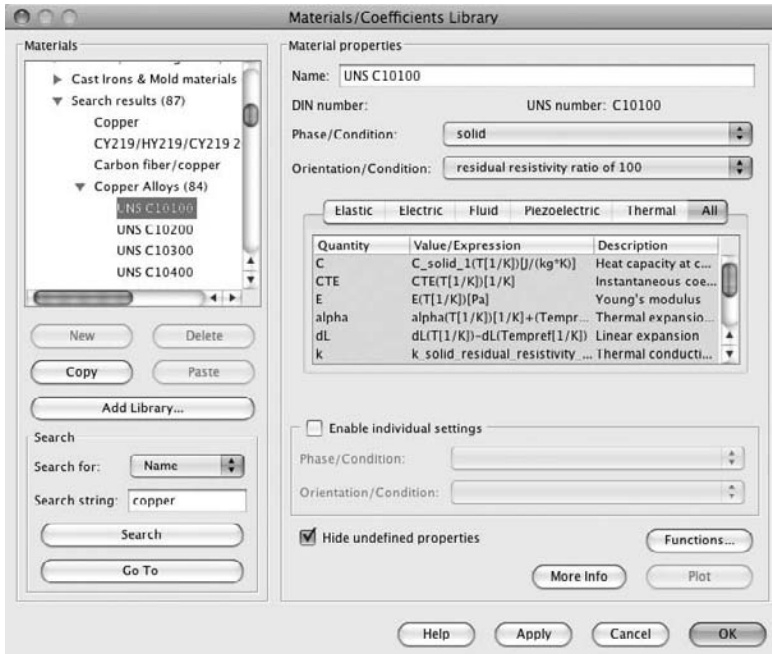 Materials/Coefficients Library
Materials
Cast Irons & Mold materials
Search results (87)
Copper
CY219/HY219/CY219 2
Carbon fiber/copper
Copper Alloys (84)
UNS C10100
UNS C10200
UNS C10300
UNS C10400
New
Delete
Copy
Paste
Add Library...
Search
Search for: Name
Search string: copper
Search
Go To
Material properties
Name: UNS C10100
DIN number: UNS number: C10100
Phase/Condition: solid
Orientation/Condition: residual resistivity ratio of 100
Elastic Electric Fluid Piezoelectric Thermal All
Quantity Value/Expression Description
C C_solid_1(T[1/K])[J/(kg*K)] Heat capacity at c...
CTE CTE(T[1/K])[1/K] Instantaneous coe...
E E(T[1/K])[Pa] Young's modulus
alpha alpha(T[1/K])[1/K]+(Tempr... Thermal expansio...
dL dL(T[1/K])-dL(Tempref[1/K]) Linear expansion
k k_solid_residual_resistivity_... Thermal conducti...
Enable individual settings
Phase/Condition:
Orientation/Condition:
Hide undefined properties
Functions...
More Info
Plot
Help
Apply
Cancel
OK